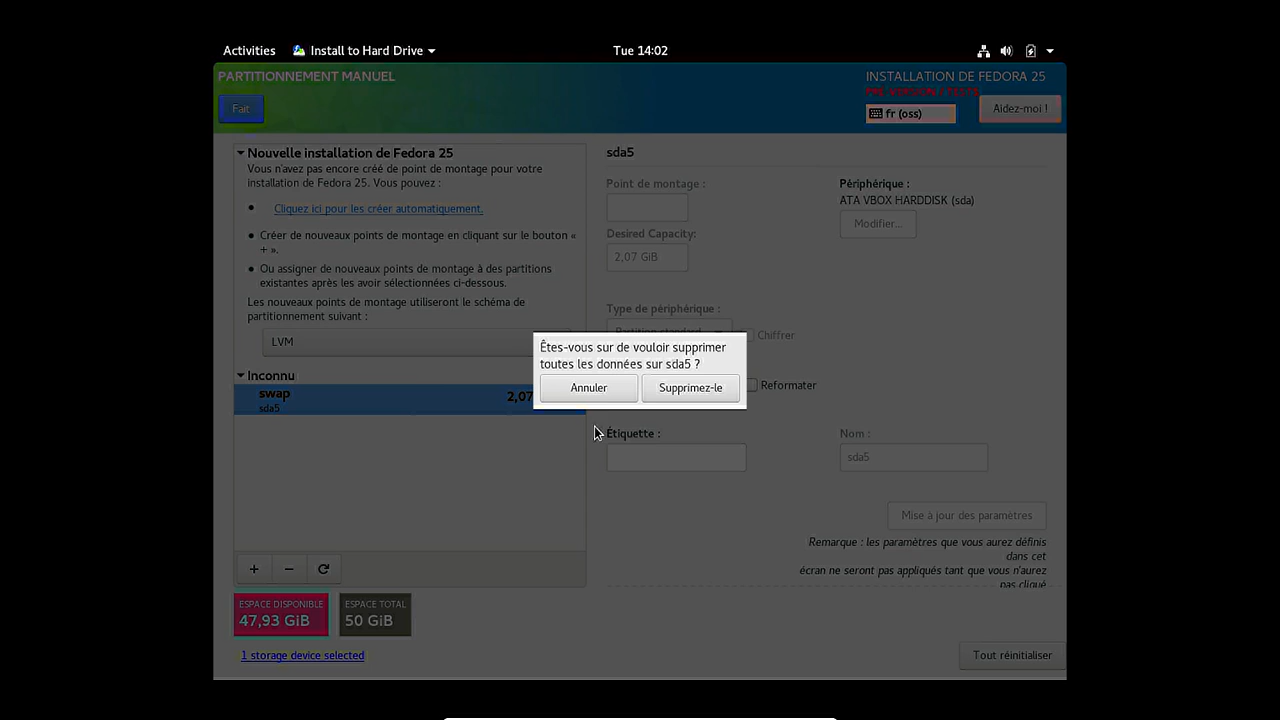 Activities Install to Hard Drive Tue 14:02
PARTITIONNEMENT MANUEL
INSTALLATION DE FEDORA 25
PRÉ-VERSION / TESTS
Fait
fr (oss)
Aidez-moi !
Nouvelle installation de Fedora 25
Vous n'avez pas encore créé de point de montage pour votre
installation de Fedora 25. Vous pouvez :
Cliquez ici pour les créer automatiquement.
Créer de nouveaux points de montage en cliquant sur le bouton «
+ ».
Ou assigner de nouveaux points de montage à des partitions
existantes après les avoir sélectionnées ci-dessous.
Les nouveaux points de montage utiliseront le schéma de
partitionnement suivant :
LVM
Inconnu
swap 2,07
sda5
sda5
Point de montage :
Périphérique :
ATA VBOX HARDDISK (sda)
Modifier...
Desired Capacity:
2,07 GiB
Type de périphérique :
Partition standard
Chiffrer
Êtes-vous sur de vouloir supprimer
toutes les données sur sda5 ?
Annuler Supprimez-le
Reformater
Étiquette :
Nom :
sda5
Mise à jour des paramètres
Remarque : les paramètres que vous aurez définis
dans cet
écran ne seront pas appliqués tant que vous n'aurez
pas cliqué
+ −
ESPACE DISPONIBLE
47,93 GiB
ESPACE TOTAL
50 GiB
1 storage device selected
Tout réinitialiser